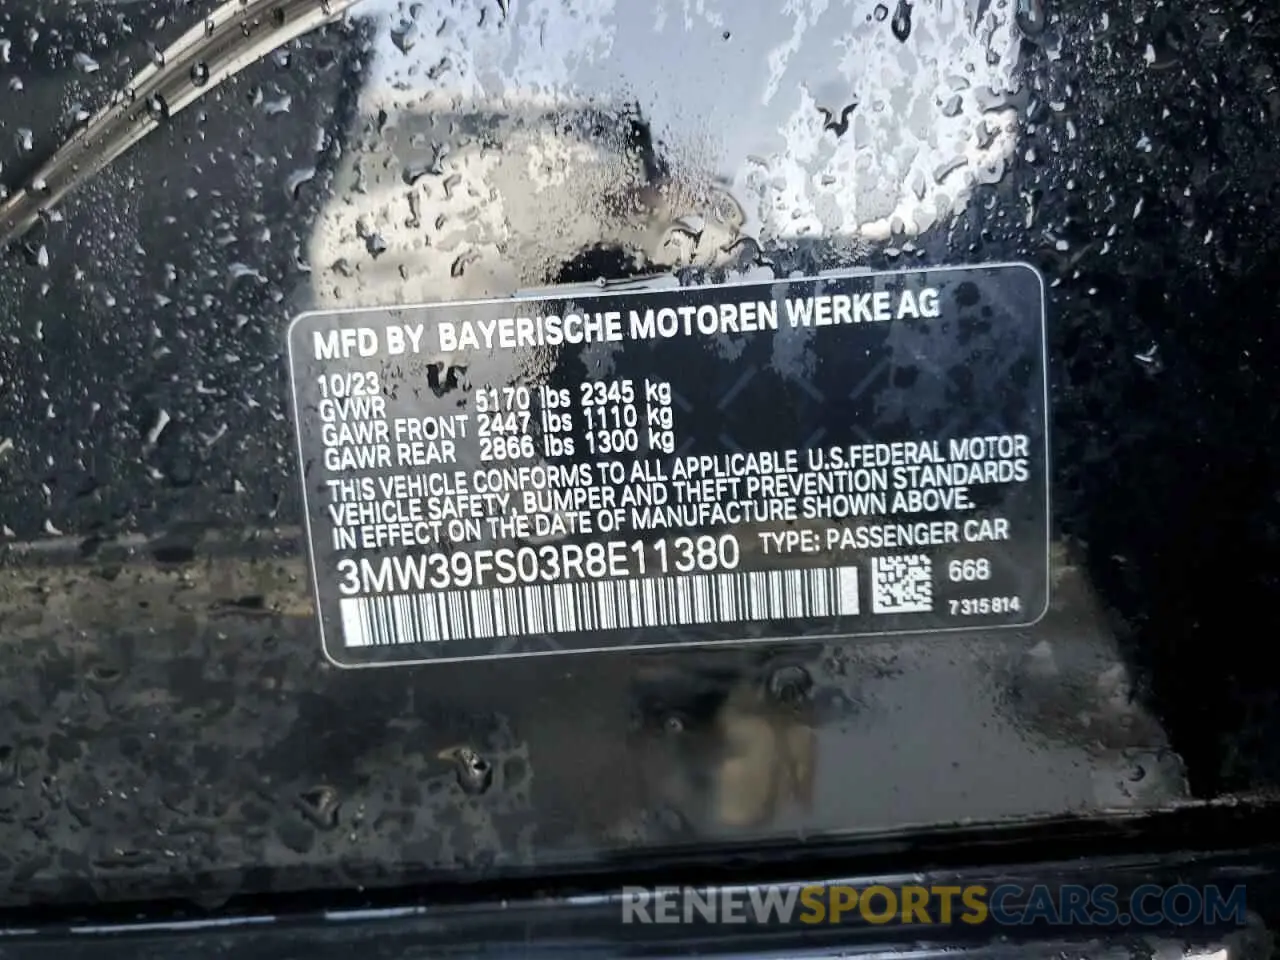 MFD BY BAYERISCHE MOTOREN WERKE AG
10/23
GVWR 5170 lbs 2345 kg
GAWR FRONT 2447 lbs 1110 kg
GAWR REAR 2866 lbs 1300 kg
THIS VEHICLE CONFORMS TO ALL APPLICABLE U.S.FEDERAL MOTOR
VEHICLE SAFETY, BUMPER AND THEFT PREVENTION STANDARDS
IN EFFECT ON THE DATE OF MANUFACTURE SHOWN ABOVE.
3MW39FS03R8E11380 TYPE: PASSENGER CAR
668
7315814
RENEWSPORTSCARS.COM